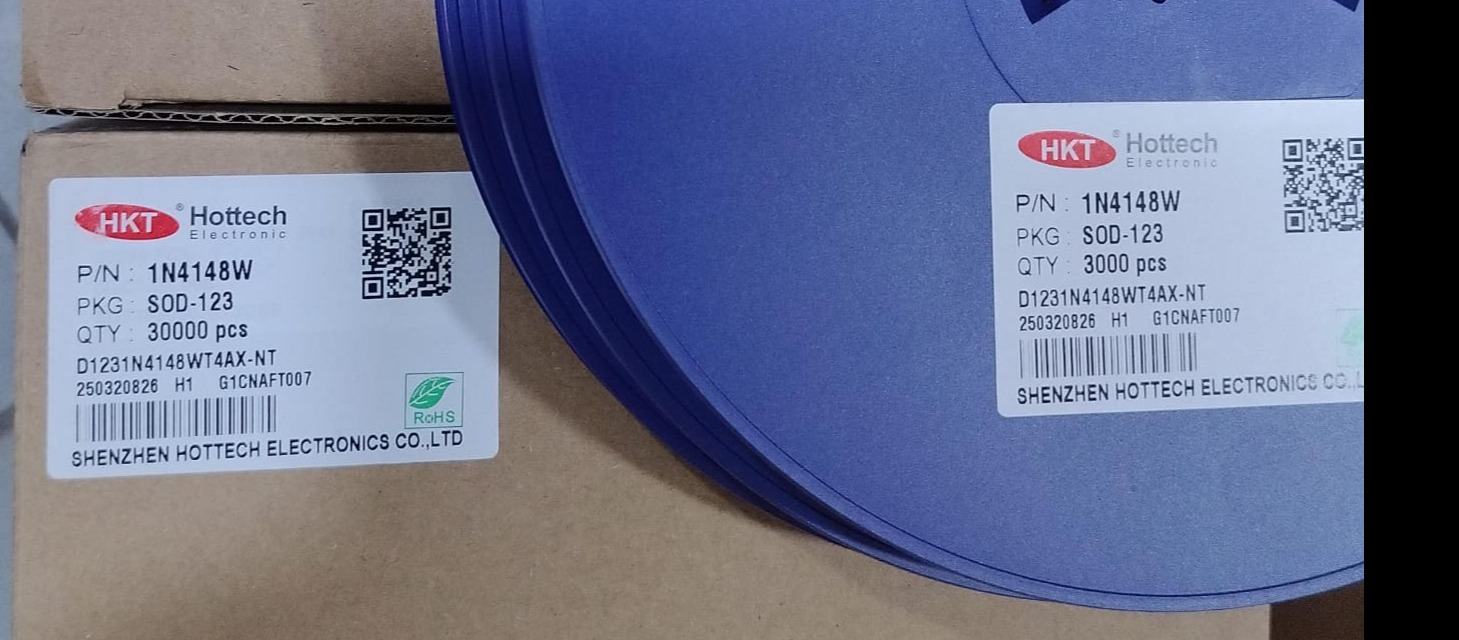 HKT ® Hottech
Electronic
P/N : 1N4148W
PKG : SOD-123
QTY : 30000 pcs
D1231N4148WT4AX-NT
250320826 H1 G1CNAFT007
RoHS
SHENZHEN HOTTECH ELECTRONICS CO.,LTD
HKT ® Hottech
Electronic
P/N : 1N4148W
PKG : SOD-123
QTY : 3000 pcs
D1231N4148WT4AX-NT
250320826 H1 G1CNAFT007
SHENZHEN HOTTECH ELECTRONICS CO.,L